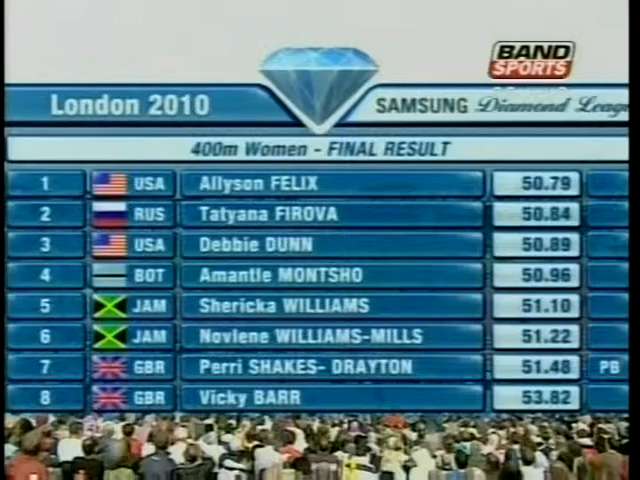 BAND
SPORTS
London 2010
SAMSUNG Diamond Leag
400m Women - FINAL RESULT
1 USA Allyson FELIX 50.79
2 RUS Tatyana FIROVA 50.84
3 USA Debbie DUNN 50.89
4 BOT Amantle MONTSHO 50.96
5 JAM Shericka WILLIAMS 51.10
6 JAM Novlene WILLIAMS-MILLS 51.22
7 GBR Perri SHAKES- DRAYTON 51.48 PB
8 GBR Vicky BARR 53.82